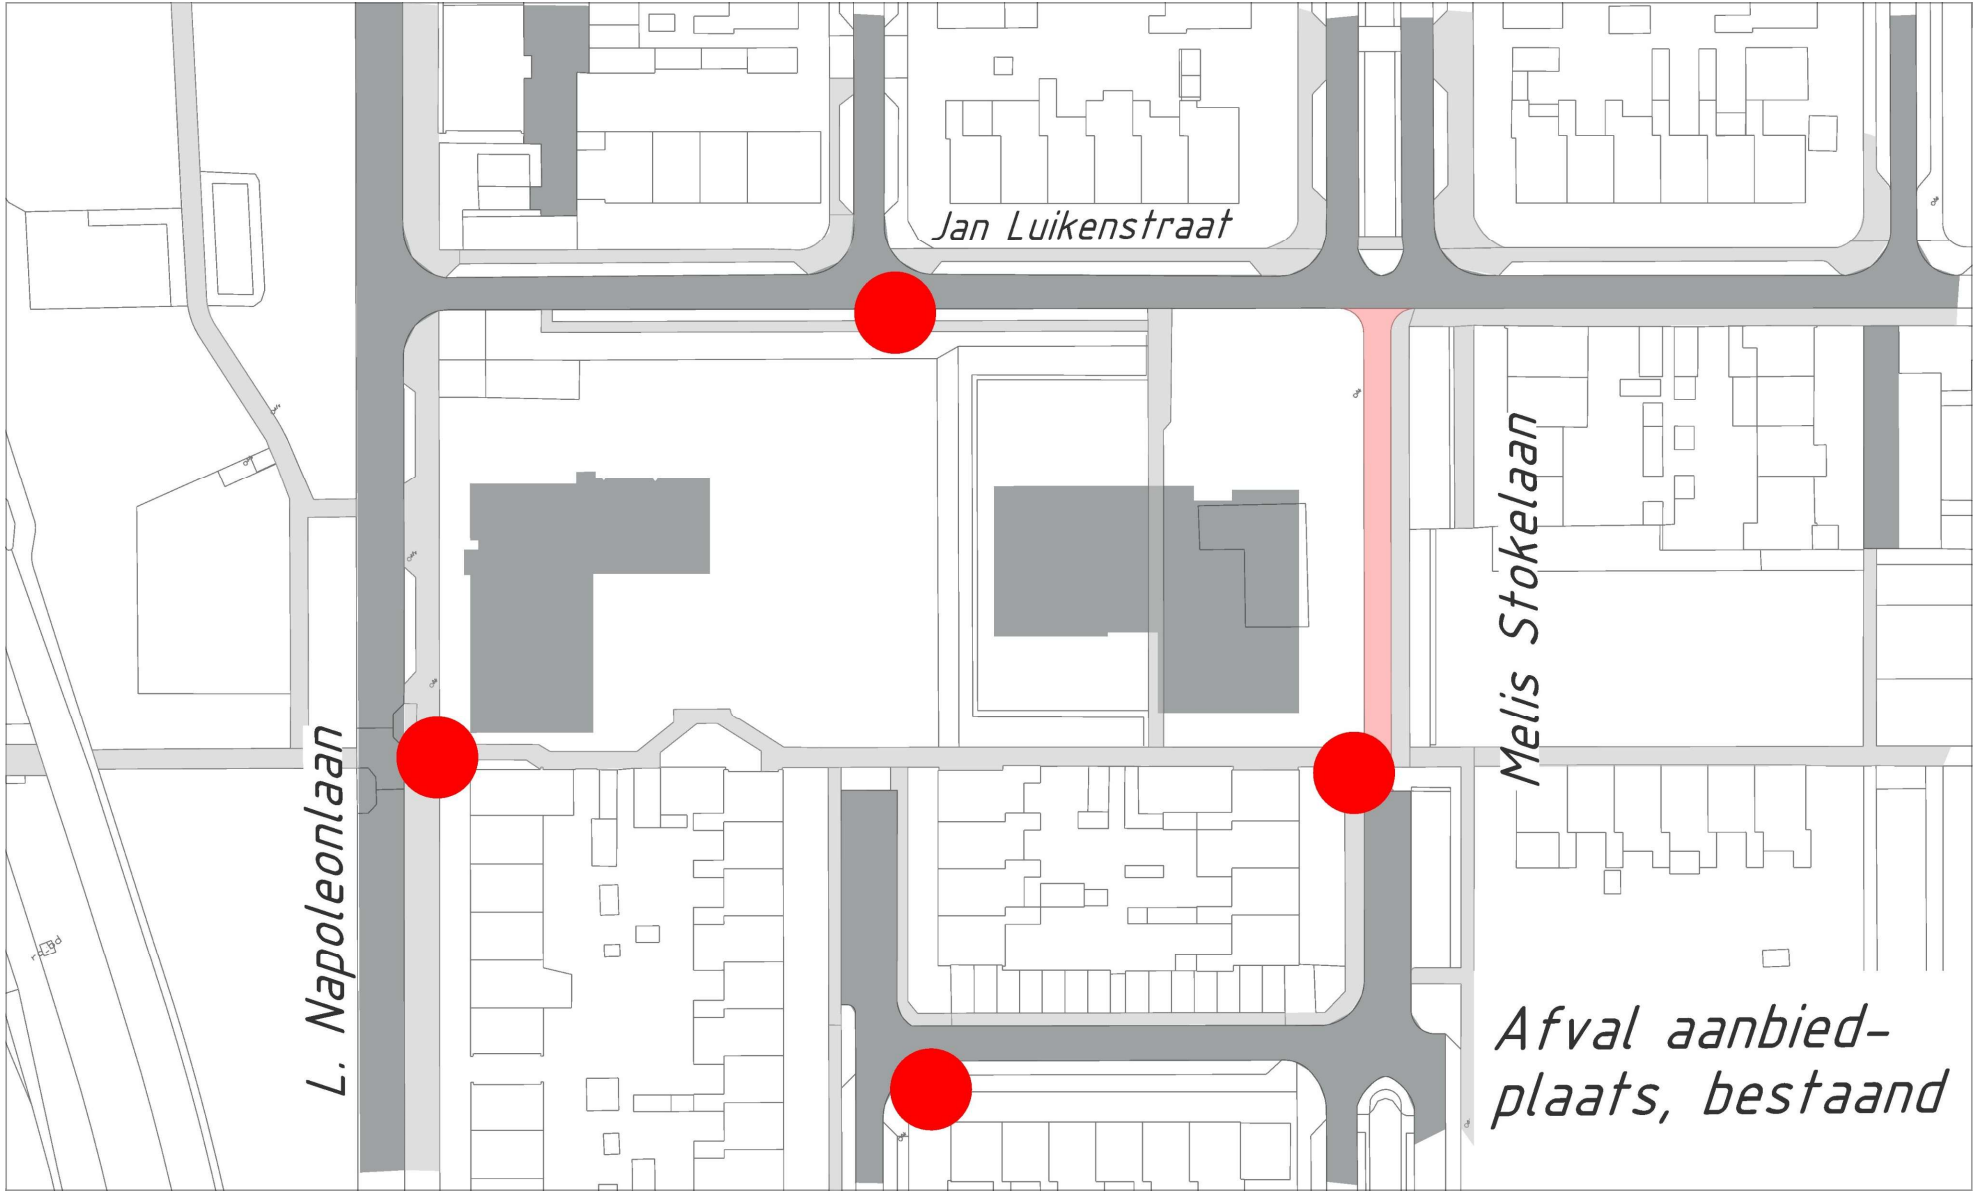 Jan Luikenstraat
Melis Stokelaan
L. Napoleonlaan
Afval aanbied-
plaats, bestaand